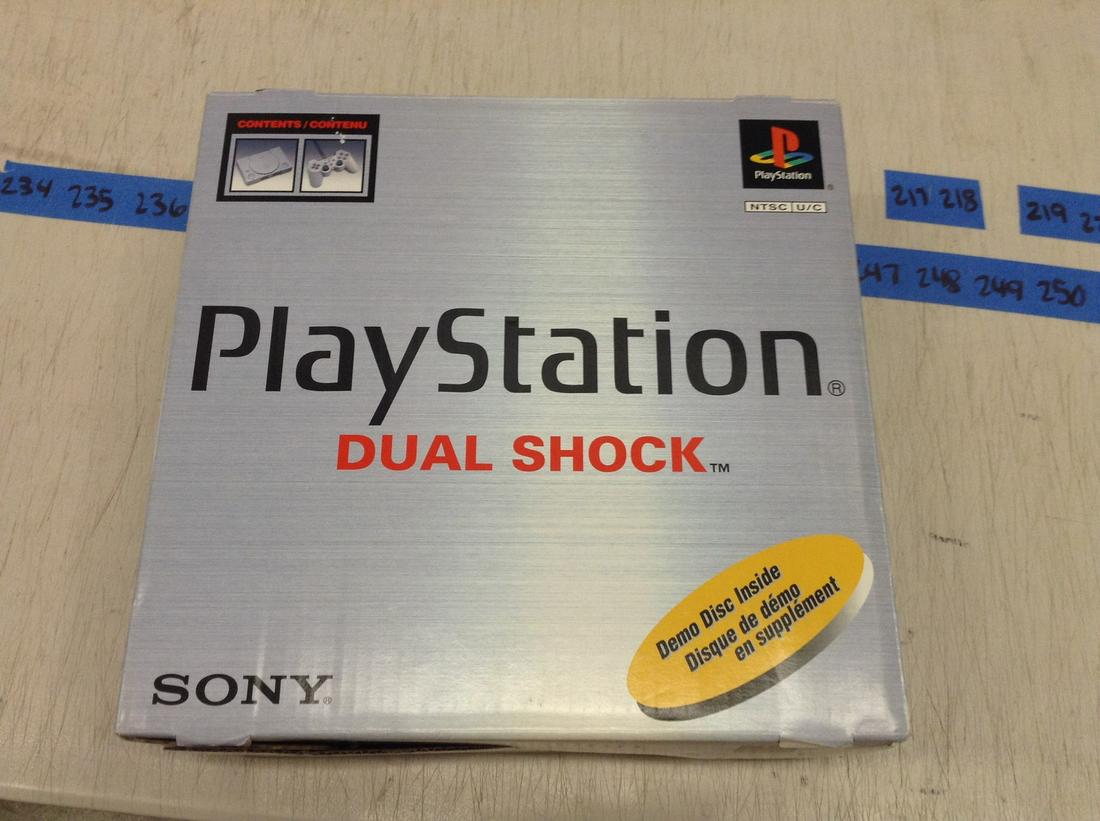 CONTENTS / CONTENU
PlayStation
®
NTSC U/C
234 235 236
217 218
219
248 249 250
PlayStation®
DUAL SHOCK™
Demo Disc Inside
Disque de démo
en supplément
SONY®